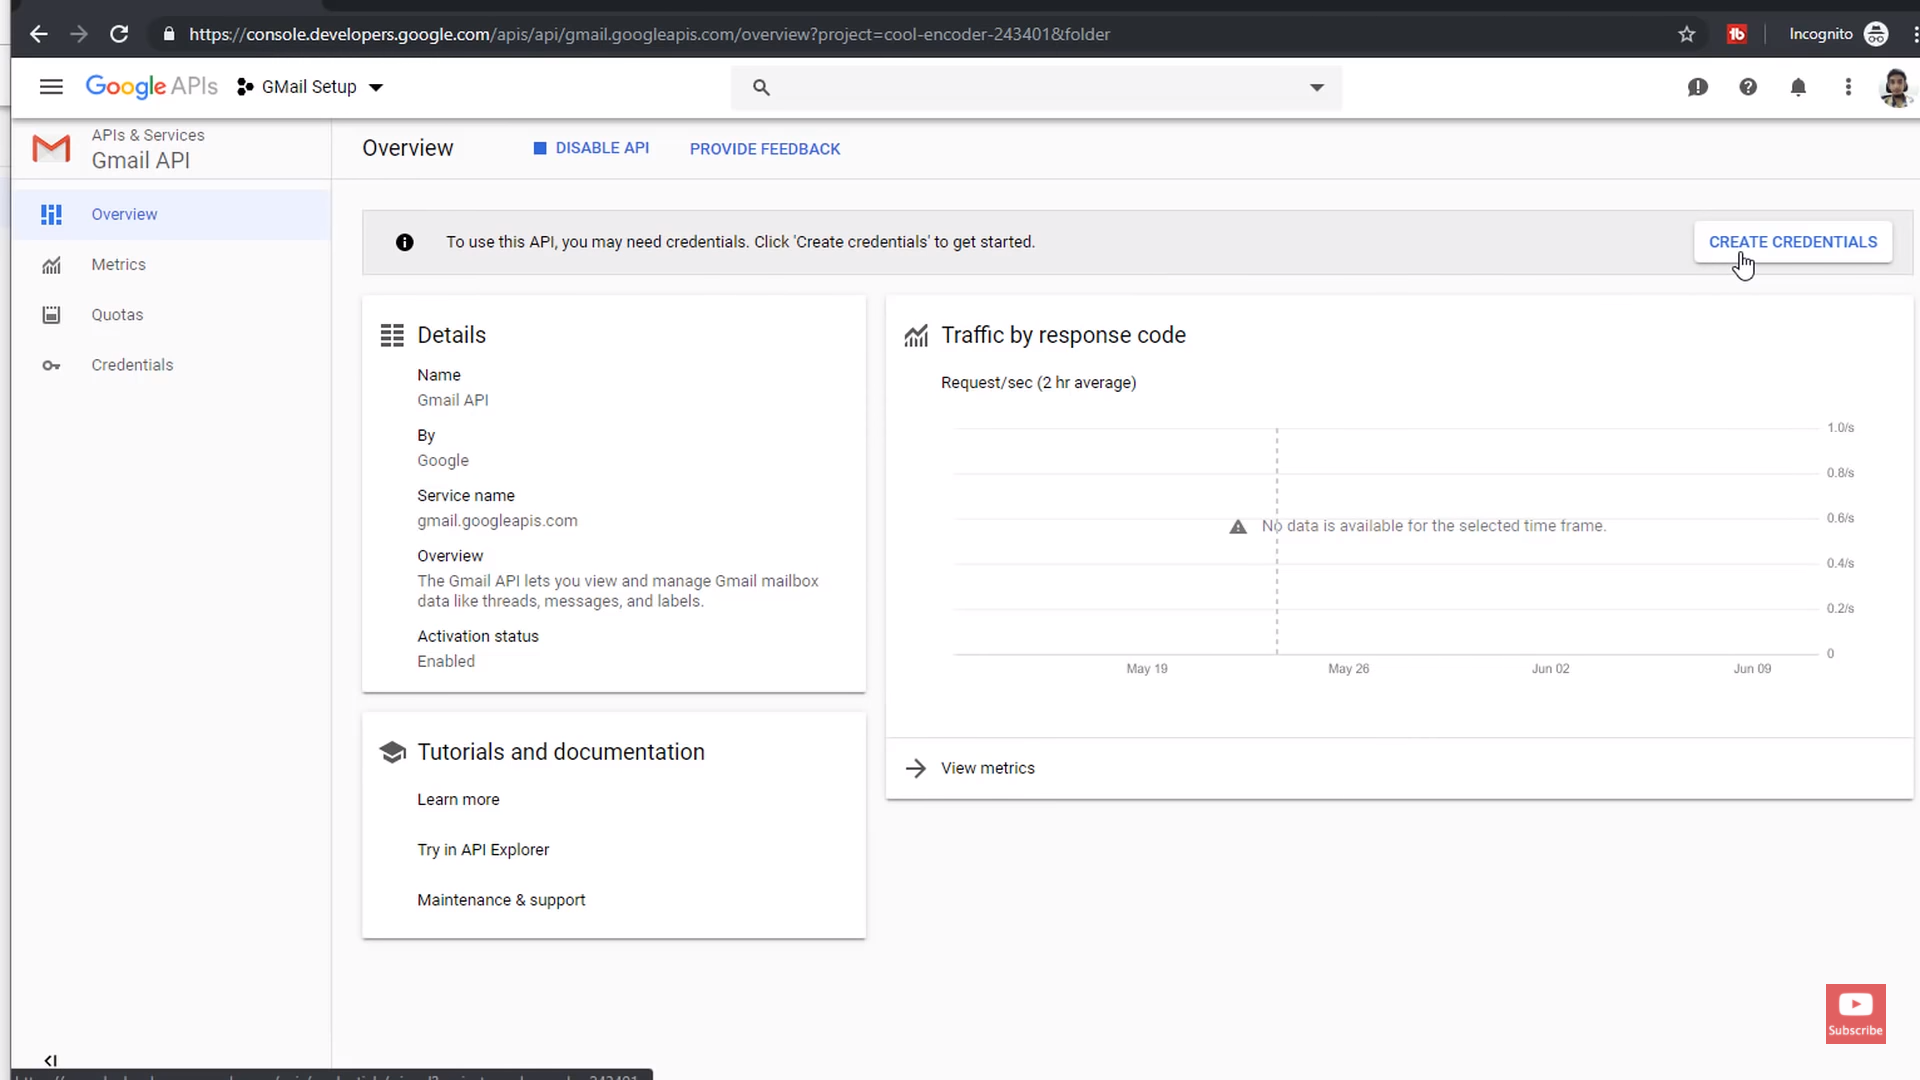 https://console.developers.google.com/apis/api/gmail.googleapis.com/overview?project=cool-encoder-243401&folder
Incognito
Google APIs
GMail Setup
APIs & Services
Gmail API
Overview
DISABLE API
PROVIDE FEEDBACK
Overview
Metrics
Quotas
Credentials
To use this API, you may need credentials. Click 'Create credentials' to get started.
CREATE CREDENTIALS
Details
Name
Gmail API
By
Google
Service name
gmail.googleapis.com
Overview
The Gmail API lets you view and manage Gmail mailbox
data like threads, messages, and labels.
Activation status
Enabled
Tutorials and documentation
Learn more
Try in API Explorer
Maintenance & support
Traffic by response code
Request/sec (2 hr average)
1.0/s
0.8/s
0.6/s
No data is available for the selected time frame.
0.4/s
0.2/s
0
May 19
May 26
Jun 02
Jun 09
View metrics
Subscribe